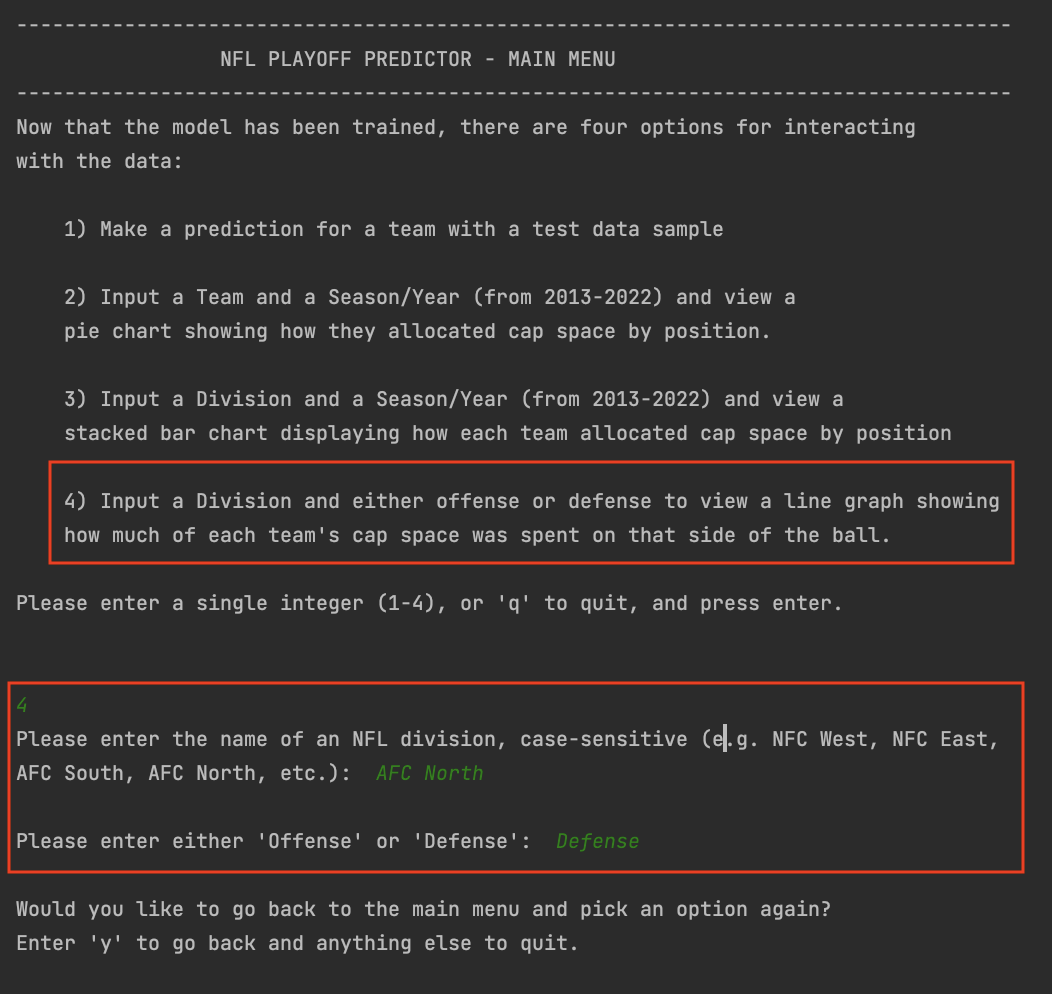 -----------------------------------------------------------------------------------
NFL PLAYOFF PREDICTOR - MAIN MENU
-----------------------------------------------------------------------------------
Now that the model has been trained, there are four options for interacting
with the data:
1) Make a prediction for a team with a test data sample
2) Input a Team and a Season/Year (from 2013-2022) and view a
pie chart showing how they allocated cap space by position.
3) Input a Division and a Season/Year (from 2013-2022) and view a
stacked bar chart displaying how each team allocated cap space by position
4) Input a Division and either offense or defense to view a line graph showing
how much of each team's cap space was spent on that side of the ball.
Please enter a single integer (1-4), or 'q' to quit, and press enter.
4
Please enter the name of an NFL division, case-sensitive (e.g. NFC West, NFC East,
AFC South, AFC North, etc.): AFC North
Please enter either 'Offense' or 'Defense': Defense
Would you like to go back to the main menu and pick an option again?
Enter 'y' to go back and anything else to quit.